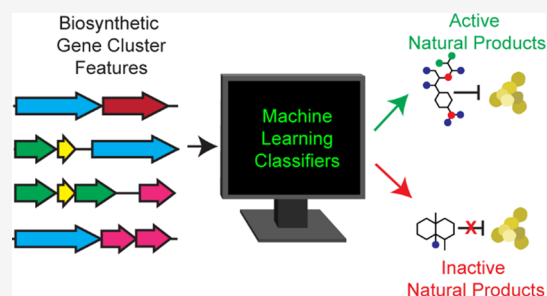 Biosynthetic
Gene Cluster
Features
Machine
Learning
Classifiers
Active
Natural Products
X
Inactive
Natural Products